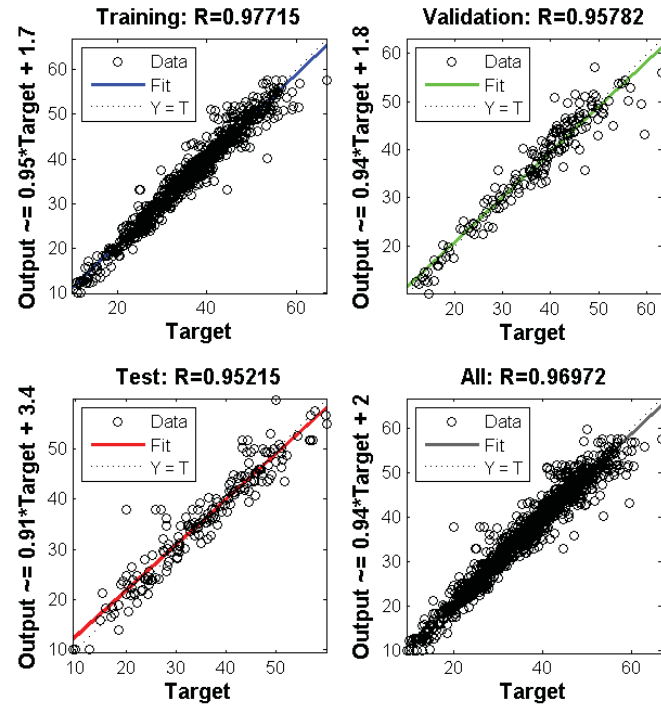 Training: R=0.97715
Output ~= 0.95*Target + 1.7
60
50
40
30
20
10
Data
Fit
Y = T
20
40
60
Target
Validation: R=0.95782
Output ~= 0.94*Target + 1.8
60
50
40
30
20
Data
Fit
Y = T
20
30
40
50
60
Target
Test: R=0.95215
Output ~= 0.91*Target + 3.4
50
40
30
20
10
Data
Fit
Y = T
10
20
30
40
50
Target
All: R=0.96972
Output ~= 0.94*Target + 2
60
50
40
30
20
10
Data
Fit
Y = T
20
40
60
Target